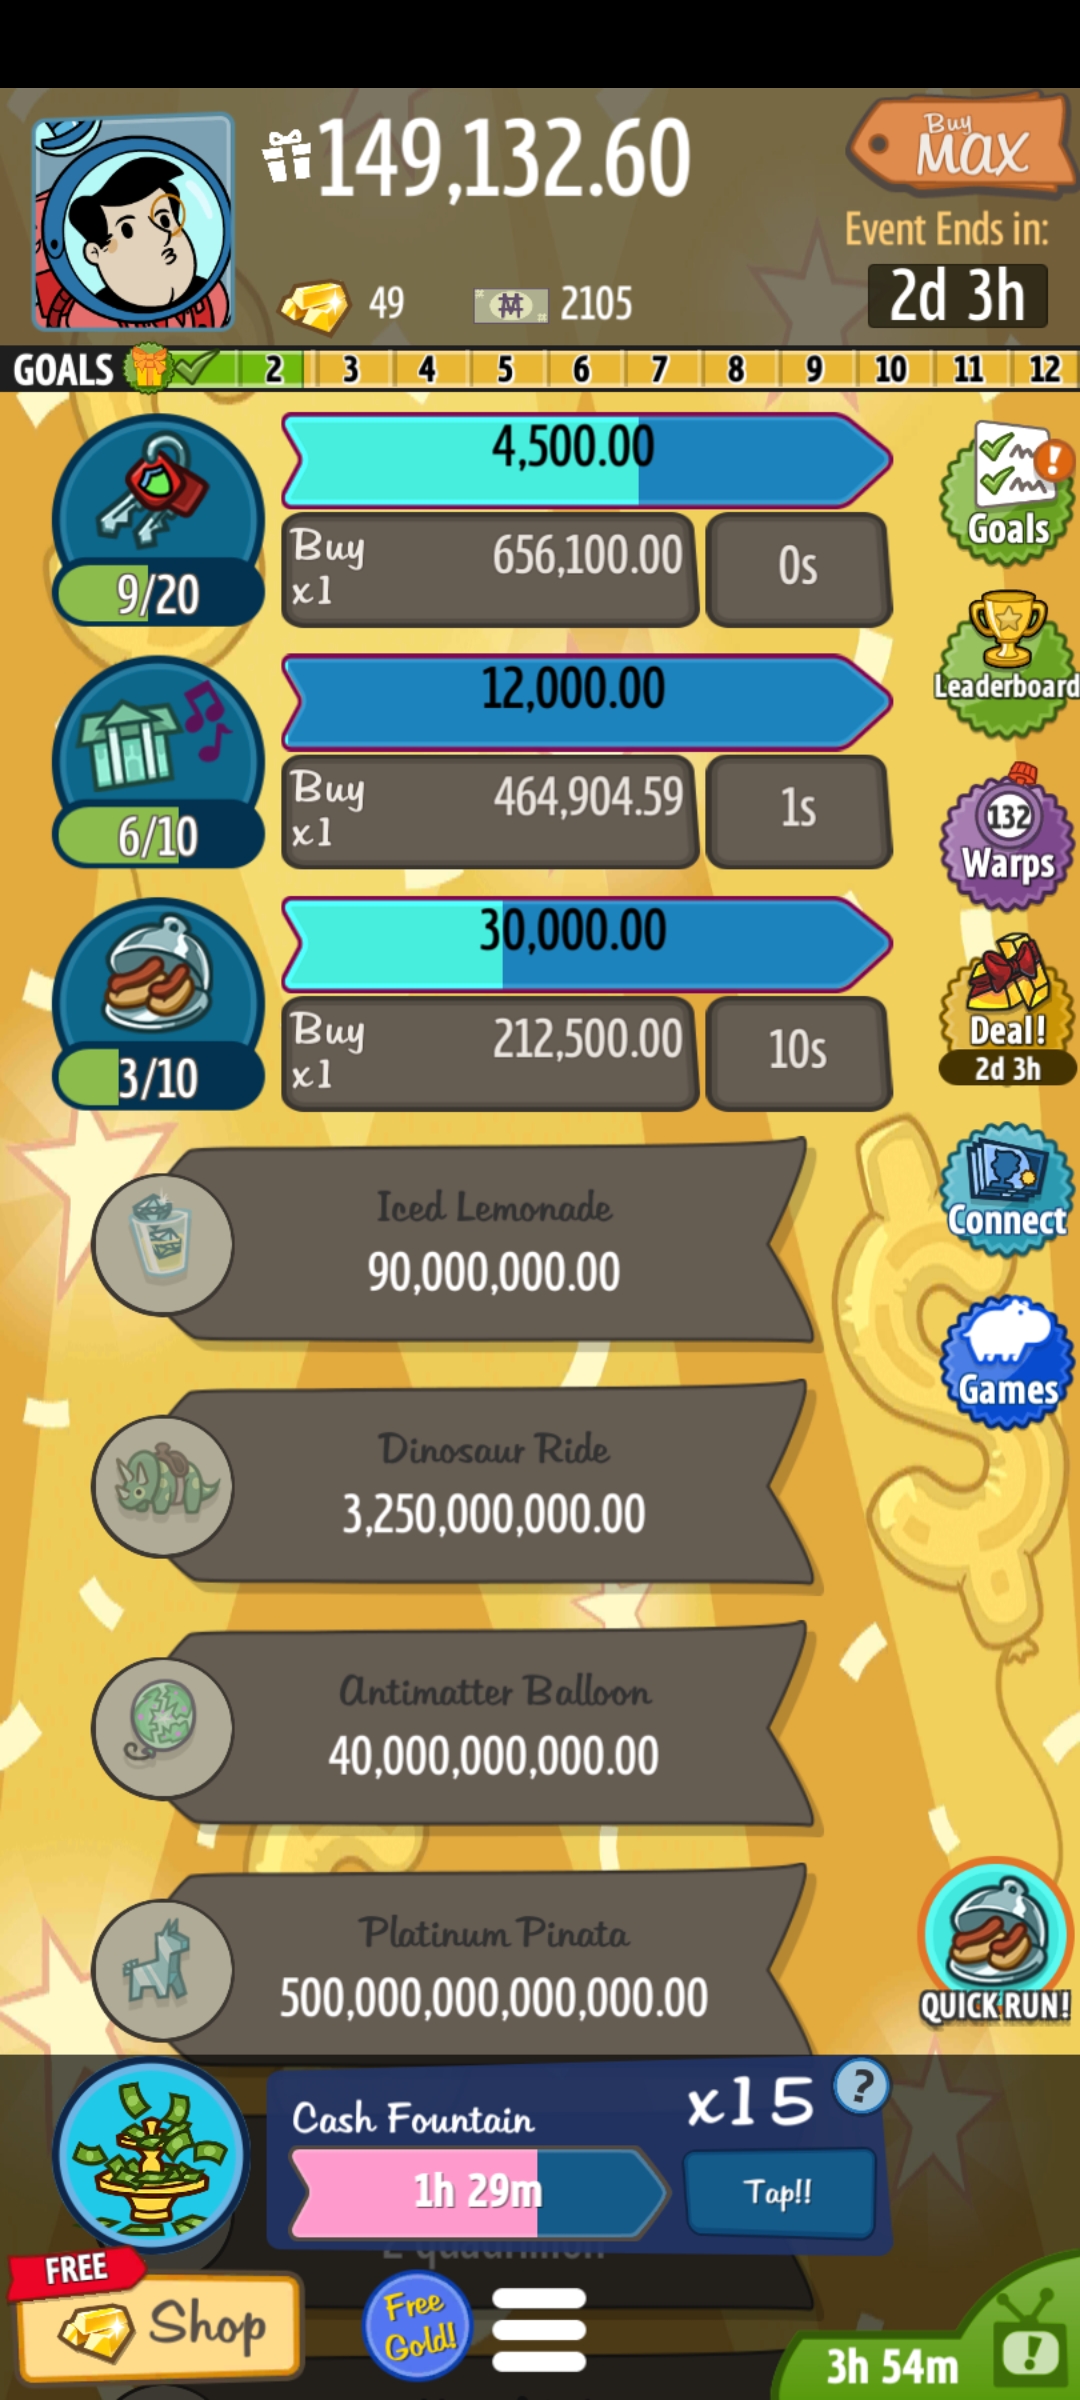 149,132.60
Buy
MAX
Event Ends in:
49
2105
2d 3h
GOALS 2 3 4 5 6 7 8 9 10 11 12
4,500.00
Buy
x1
656,100.00
0s
9/20
Goals
12,000.00
Leaderboard
Buy
x1
464,904.59
1s
6/10
132
Warps
30,000.00
Buy
x1
212,500.00
10s
3/10
Deal!
2d 3h
Iced Lemonade
90,000,000.00
Connect
Games
Dinosaur Ride
3,250,000,000.00
Antimatter Balloon
40,000,000,000.00
Platinum Pinata
500,000,000,000,000.00
QUICK RUN!
Cash Fountain
x15
?
1h 29m
Tap!!
2 quadrillion
FREE
Shop
Free
Gold!
3h 54m